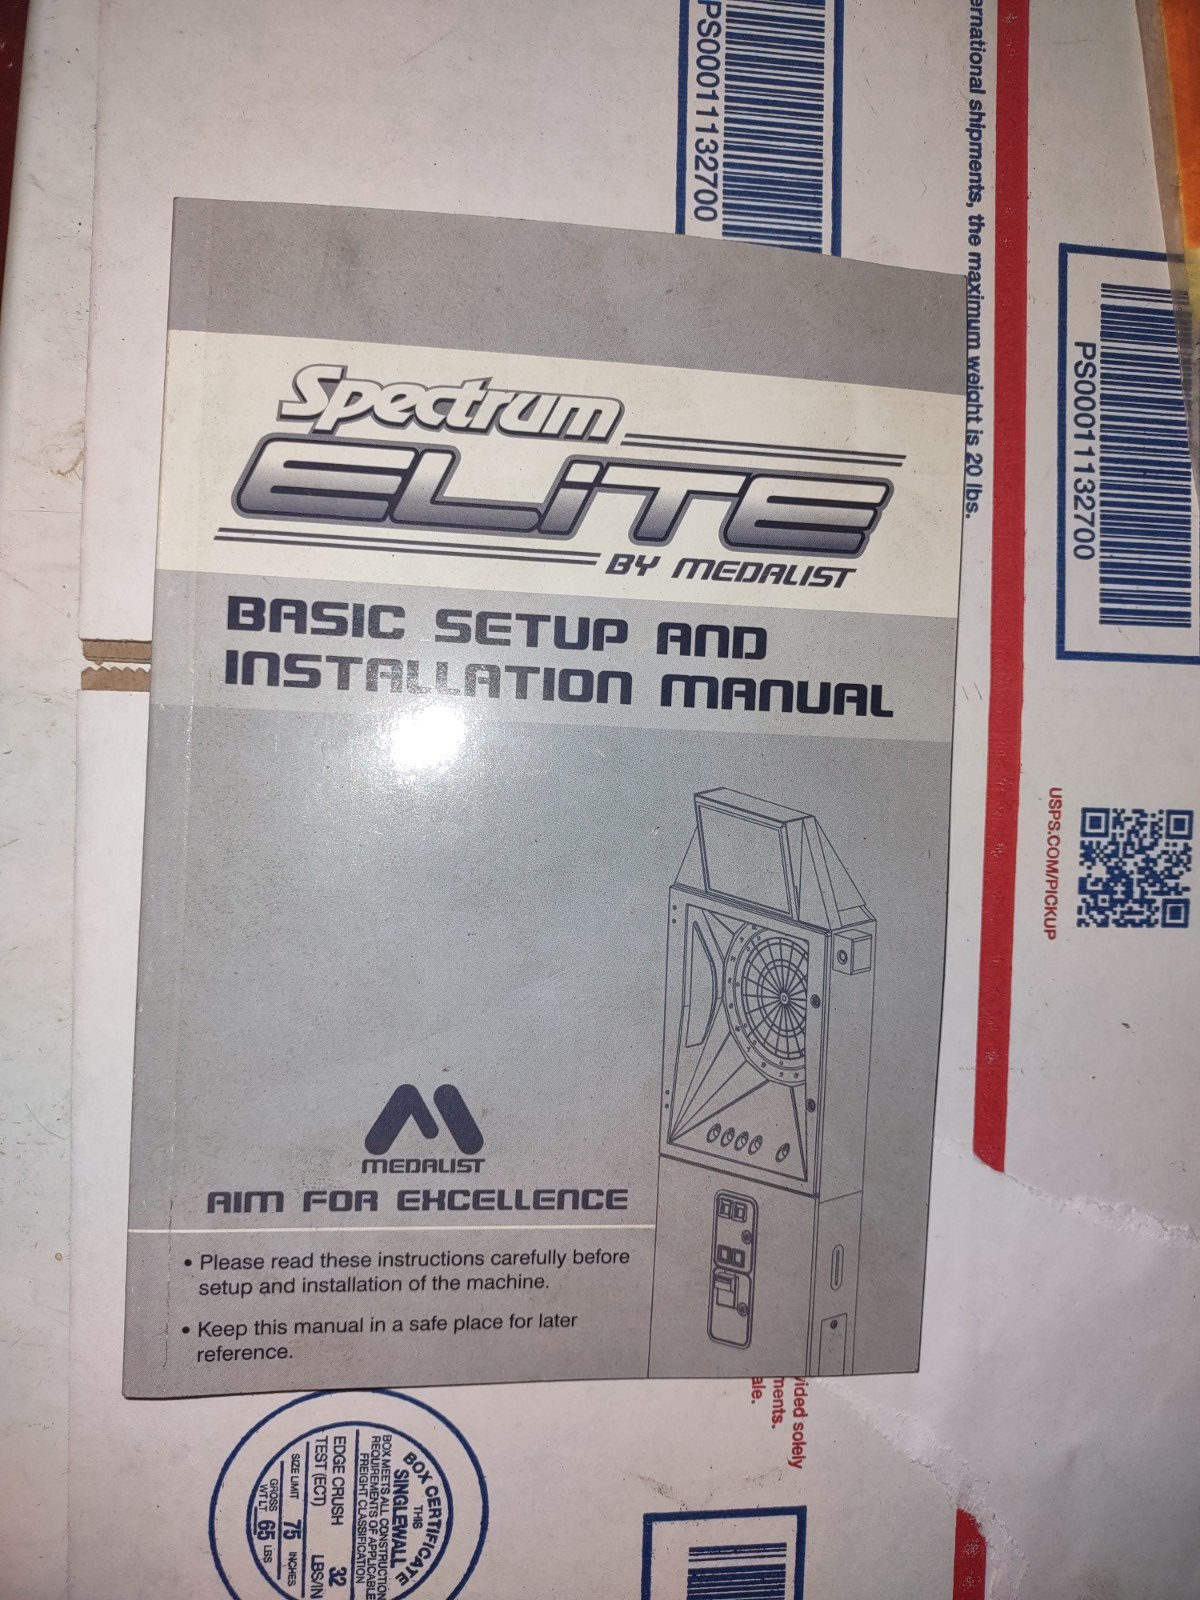 PS00011132700
ernational shipments, the maximum weight is 20 lbs.
PS00011132700
Spectrum
ELiTE
BY MEDALIST
BASIC SETUP AND
INSTALLATION MANUAL
USPS.COM/PICKUP
MEDALIST
AIM FOR EXCELLENCE
• Please read these instructions carefully before
setup and installation of the machine.
• Keep this manual in a safe place for later
reference.
vided solely
ments.
ale.
BOX CERTIFICATE
THIS
SINGLEWALL
BOX MEETS ALL CONSTRUCTION
REQUIREMENTS OF APPLICABLE
FREIGHT CLASSIFICATION
EDGE CRUSH
TEST (ECT) 32 LBS/IN
SIZE LIMIT 75 INCHES
GROSS
WT LT 65 LBS